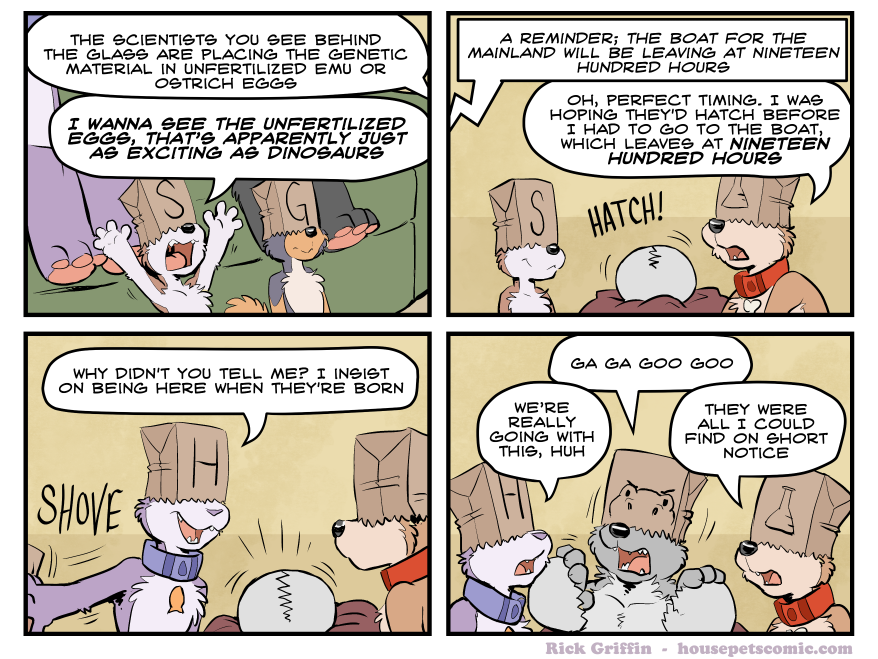 THE SCIENTISTS YOU SEE BEHIND
THE GLASS ARE PLACING THE GENETIC
MATERIAL IN UNFERTILIZED EMU OR
OSTRICH EGGS
I WANNA SEE THE UNFERTILIZED
EGGS, THAT'S APPARENTLY JUST
AS EXCITING AS DINOSAURS
S
G
A REMINDER; THE BOAT FOR THE
MAINLAND WILL BE LEAVING AT NINETEEN
HUNDRED HOURS
OH, PERFECT TIMING. I WAS
HOPING THEY'D HATCH BEFORE
I HAD TO GO TO THE BOAT,
WHICH LEAVES AT NINETEEN
HUNDRED HOURS
S
HATCH!
WHY DIDN'T YOU TELL ME? I INSIST
ON BEING HERE WHEN THEY'RE BORN
H
SHOVE
GA GA GOO GOO
WE'RE
REALLY
GOING WITH
THIS, HUH
THEY WERE
ALL I COULD
FIND ON SHORT
NOTICE
H
Rick Griffin - housepetscomic.com